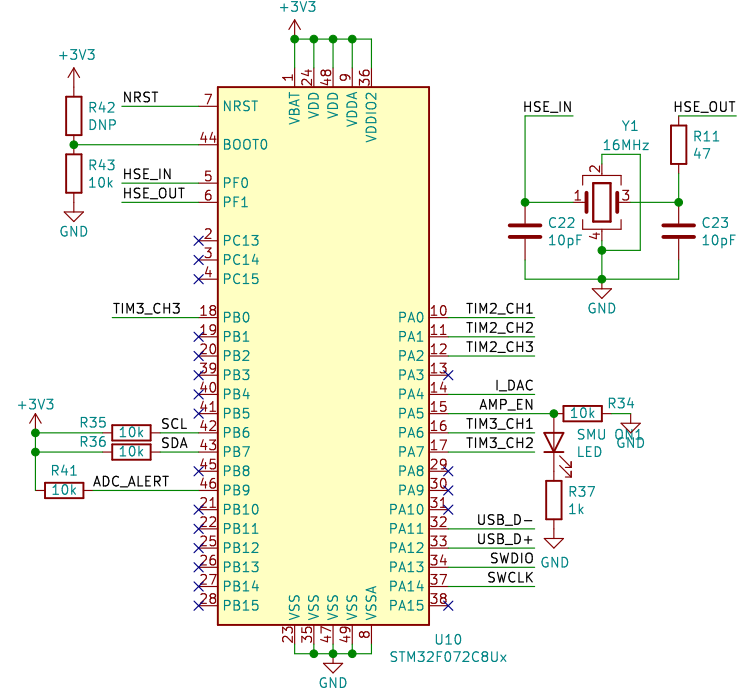 +3V3
+3V3
1
24
48
9
36
VBAT
VDD
VDD
VDDA
VDDIO2
R42
DNP
NRST
7
NRST
44
BOOT0
R43
10k
HSE_IN
5
PF0
HSE_OUT
6
PF1
GND
2
PC13
3
PC14
4
PC15
TIM3_CH3
18
PB0
19
PB1
20
PB2
39
PB3
40
PB4
41
PB5
+3V3
R35
10k
SCL
42
PB6
R36
10k
SDA
43
PB7
45
PB8
R41
10k
ADC_ALERT
46
PB9
21
PB10
22
PB11
25
PB12
26
PB13
27
PB14
28
PB15
PA0
10
TIM2_CH1
PA1
11
TIM2_CH2
PA2
12
TIM2_CH3
PA3
13
PA4
14
I_DAC
PA5
15
AMP_EN
PA6
16
TIM3_CH1
PA7
17
TIM3_CH2
PA8
29
PA9
30
PA10
31
PA11
32
USB_D-
PA12
33
USB_D+
PA13
34
SWDIO
PA14
37
SWCLK
PA15
38
R34
10k
GND
SMU ON1
LED
R37
1k
GND
VSS
VSS
VSS
VSS
VSSA
23
35
47
49
8
GND
U10
STM32F072C8Ux
HSE_IN
HSE_OUT
Y1
16MHz
R11
47
2
1
3
4
C22
10pF
C23
10pF
GND